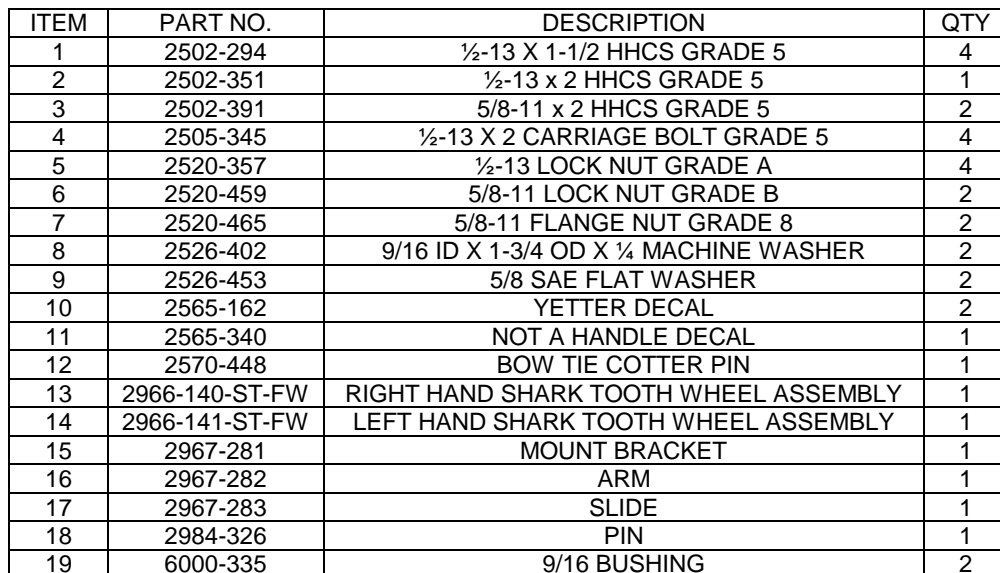 ITEM PART NO. DESCRIPTION QTY
1 2502-294 ½-13 X 1-1/2 HHCS GRADE 5 4
2 2502-351 ½-13 x 2 HHCS GRADE 5 1
3 2502-391 5/8-11 x 2 HHCS GRADE 5 2
4 2505-345 ½-13 X 2 CARRIAGE BOLT GRADE 5 4
5 2520-357 ½-13 LOCK NUT GRADE A 4
6 2520-459 5/8-11 LOCK NUT GRADE B 2
7 2520-465 5/8-11 FLANGE NUT GRADE 8 2
8 2526-402 9/16 ID X 1-3/4 OD X ¼ MACHINE WASHER 2
9 2526-453 5/8 SAE FLAT WASHER 2
10 2565-162 YETTER DECAL 2
11 2565-340 NOT A HANDLE DECAL 1
12 2570-448 BOW TIE COTTER PIN 1
13 2966-140-ST-FW RIGHT HAND SHARK TOOTH WHEEL ASSEMBLY 1
14 2966-141-ST-FW LEFT HAND SHARK TOOTH WHEEL ASSEMBLY 1
15 2967-281 MOUNT BRACKET 1
16 2967-282 ARM 1
17 2967-283 SLIDE 1
18 2984-326 PIN 1
19 6000-335 9/16 BUSHING 2